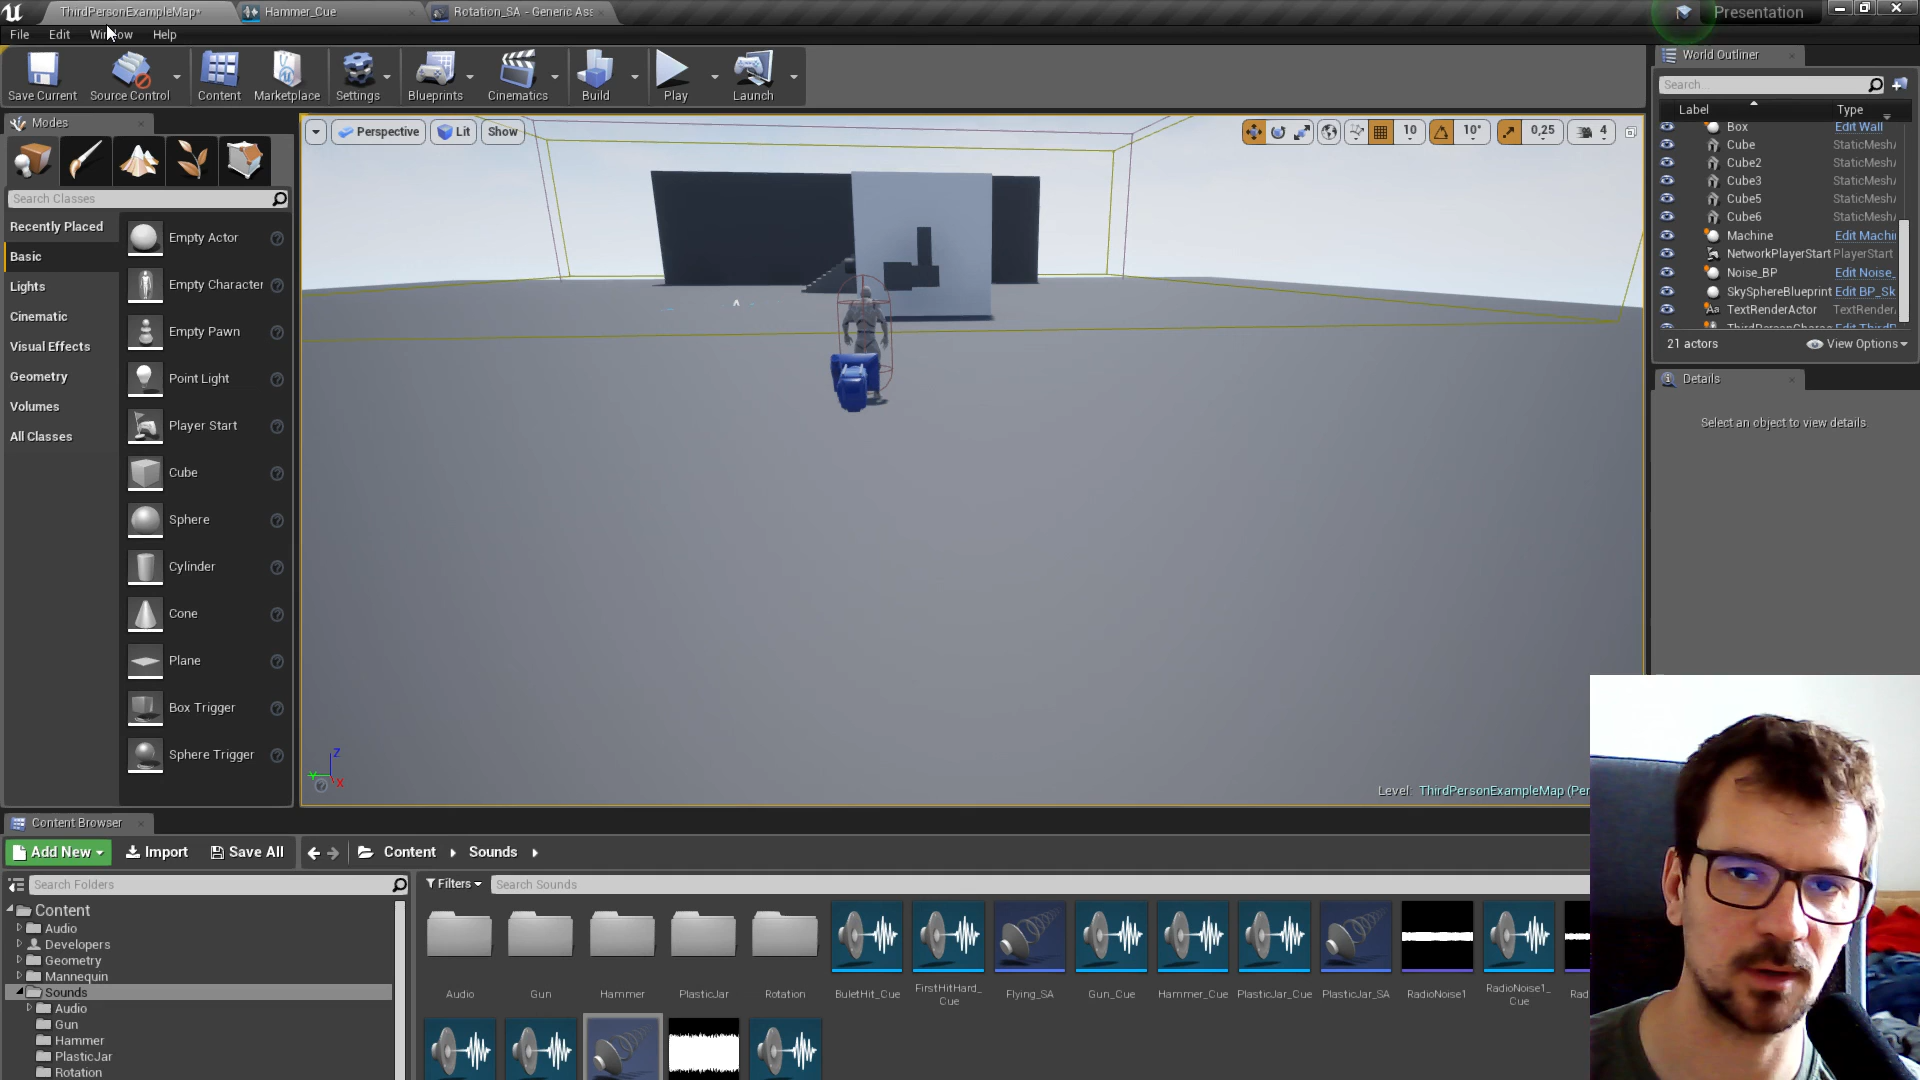 ThirdPersonExampleMap*
Hammer_Cue
Rotation_SA - Generic Ass
Presentation
File
Edit
Window
Help
Save Current
Source Control
Content
Marketplace
Settings
Blueprints
Cinematics
Build
Play
Launch
World Outliner
Search...
Label
Type
Box
Edit Wall
Cube
StaticMesh
Cube2
StaticMesh
Cube3
StaticMesh
Cube5
StaticMesh
Cube6
StaticMesh
Machine
Edit Machi
NetworkPlayerStart
PlayerStart
Noise_BP
Edit Noise_
SkySphereBlueprint
Edit BP_Sk
TextRenderActor
TextRender
21 actors
View Options
Details
Select an object to view details
Modes
Search Classes
Recently Placed
Basic
Lights
Cinematic
Visual Effects
Geometry
Volumes
All Classes
Empty Actor
Empty Character
Empty Pawn
Point Light
Player Start
Cube
Sphere
Cylinder
Cone
Plane
Box Trigger
Sphere Trigger
Perspective
Lit
Show
10
10°
0,25
4
Z
Y
X
Level: ThirdPersonExampleMap (Per
Content Browser
Add New
Import
Save All
Content
Sounds
Search Folders
Filters
Search Sounds
Content
Audio
Developers
Geometry
Mannequin
Sounds
Audio
Gun
Hammer
PlasticJar
Rotation
Audio
Gun
Hammer
PlasticJar
Rotation
BuletHit_Cue
FirstHitHard_
Cue
Flying_SA
Gun_Cue
Hammer_Cue
PlasticJar_Cue
PlasticJar_SA
RadioNoise1
RadioNoise1_
Cue
Rad